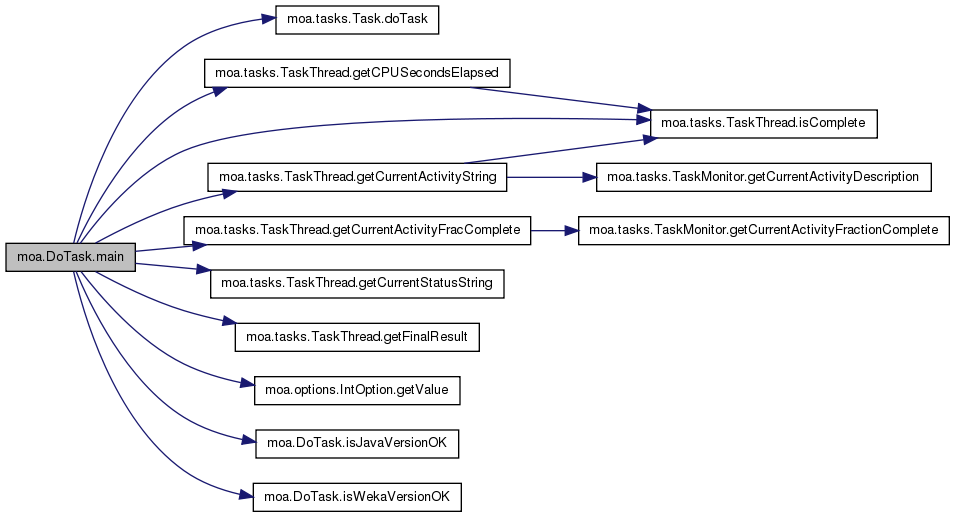 moa.tasks.Task.doTask
moa.tasks.TaskThread.getCPUSecondsElapsed
moa.tasks.TaskThread.isComplete
moa.tasks.TaskThread.getCurrentActivityString
moa.tasks.TaskMonitor.getCurrentActivityDescription
moa.tasks.TaskThread.getCurrentActivityFracComplete
moa.tasks.TaskMonitor.getCurrentActivityFractionComplete
moa.DoTask.main
moa.tasks.TaskThread.getCurrentStatusString
moa.tasks.TaskThread.getFinalResult
moa.options.IntOption.getValue
moa.DoTask.isJavaVersionOK
moa.DoTask.isWekaVersionOK